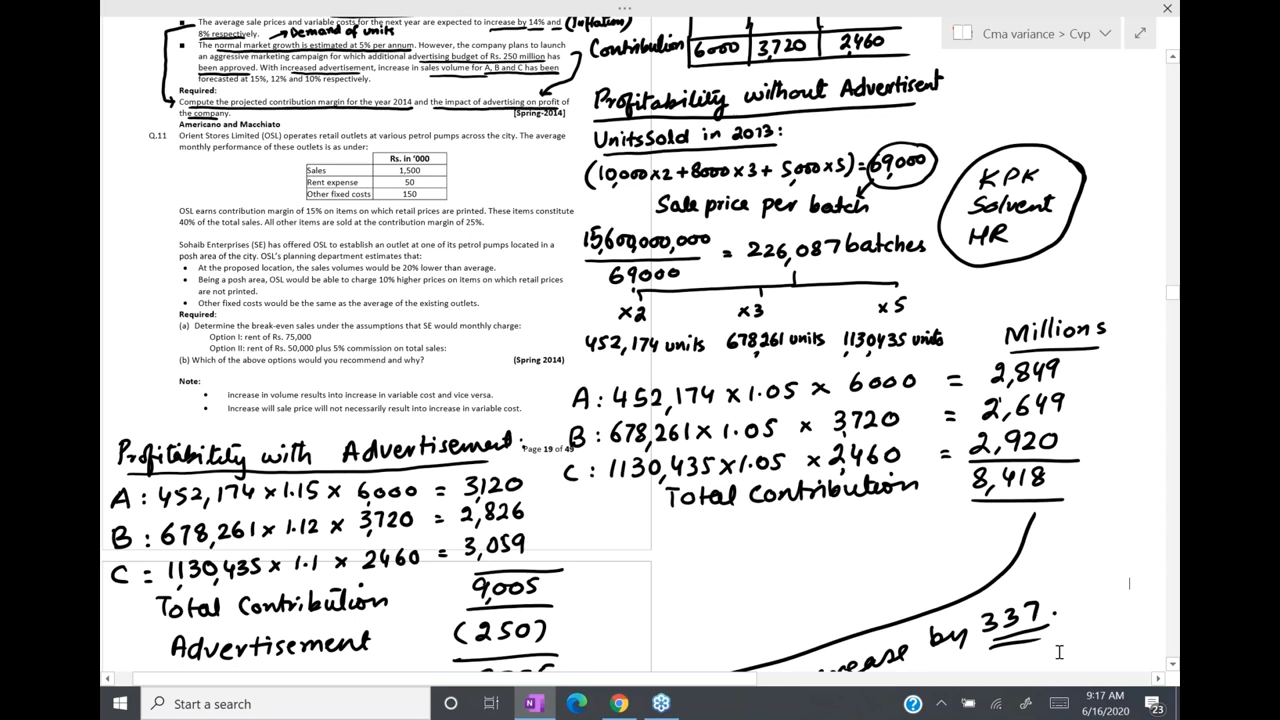 Cma variance > Cvp
The average sale prices and variable costs for the next year are expected to increase by 14% and
8% respectively.
(Inflation)
Demand of units
The normal market growth is estimated at 5% per annum. However, the company plans to launch
an aggressive marketing campaign for which additional advertising budget of Rs. 250 million has
been approved. With increased advertisement, increase in sales volume for A, B and C has been
forecasted at 15%, 12% and 10% respectively.
Required:
Compute the projected contribution margin for the year 2014 and the impact of advertising on profit of
the company.
[Spring-2014]
Americano and Macchiato
Q.11 Orient Stores Limited (OSL) operates retail outlets at various petrol pumps across the city. The average
monthly performance of these outlets is as under:
Rs. in '000
Sales 1,500
Rent expense 50
Other fixed costs 150
OSL earns contribution margin of 15% on items on which retail prices are printed. These items constitute
40% of the total sales. All other items are sold at the contribution margin of 25%.
Sohaib Enterprises (SE) has offered OSL to establish an outlet at one of its petrol pumps located in a
posh area of the city. OSL's planning department estimates that:
At the proposed location, the sales volumes would be 20% lower than average.
Being a posh area, OSL would be able to charge 10% higher prices on items on which retail prices
are not printed.
Other fixed costs would be the same as the average of the existing outlets.
Required:
(a) Determine the break-even sales under the assumptions that SE would monthly charge:
Option I: rent of Rs. 75,000
Option II: rent of Rs. 50,000 plus 5% commission on total sales:
(b) Which of the above options would you recommend and why?
(Spring 2014)
Note:
Increase in volume results into increase in variable cost and vice versa.
Increase will sale price will not necessarily result into increase in variable cost.
Page 19 of 49
Contribution 6000 3,720 2,460
Profitability without Advertisent
Units Sold in 2013:
(10,000x2+8000x3+5,000x5)=69,000
Sale price per batch
15,600,000,000
69000
= 226,087 batches
x2 x3 x5
452,174 units 678,261 units 1,130,435 units
KPK
Solvent
HR
Millions
A: 452,174 x 1.05 x 6000 = 2,849
B: 678,261 x 1.05 x 3,720 = 2,649
C: 1130,435 x 1.05 x 2,460 = 2,920
Total Contribution 8,418
Profitability with Advertisement:
A: 452,174 x 1.15 x 6,000 = 3,120
B: 678,261 x 1.12 x 3,720 = 2,826
C = 1,130,435 x 1.1 x 2460 = 3,059
Total Contribution 9,005
Advertisement (250)
by 337.
Start a search
9:17 AM
6/16/2020
23